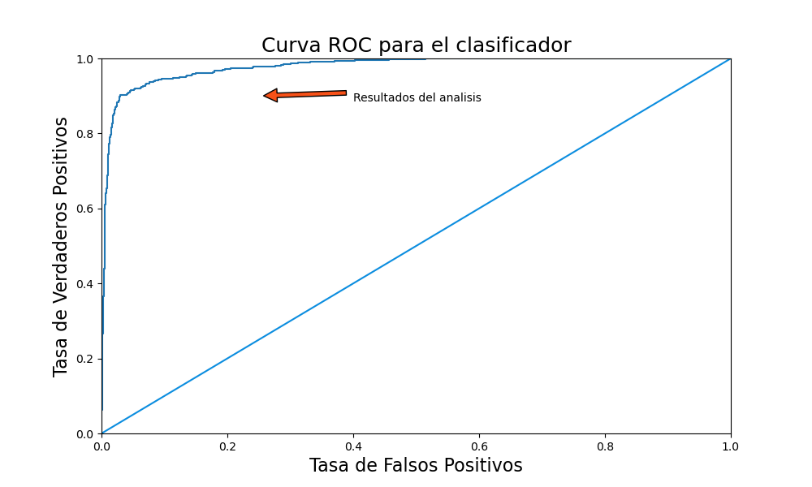 Curva ROC para el clasificador
1.0
0.8
0.6
0.4
0.2
0.0
Tasa de Verdaderos Positivos
Resultados del analisis
0.0 0.2 0.4 0.6 0.8 1.0
Tasa de Falsos Positivos